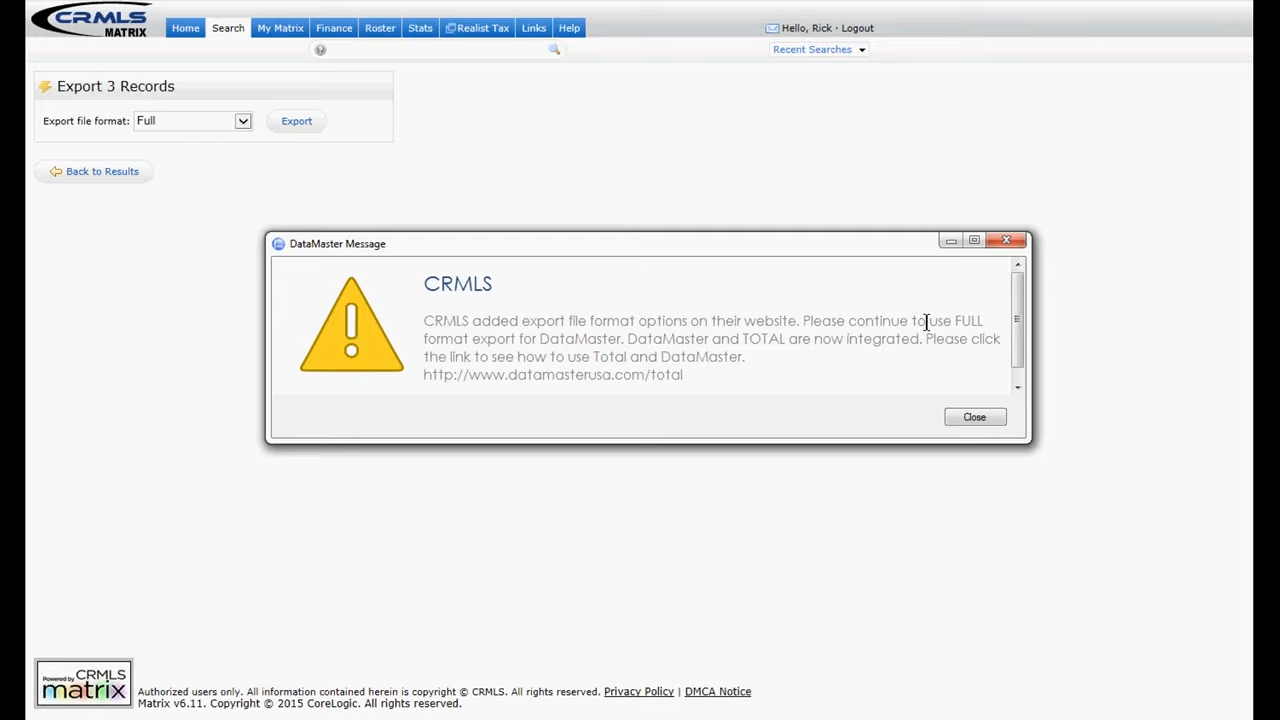 CRMLS
MATRIX
Home Search My Matrix Finance Roster Stats Realist Tax Links Help
Hello, Rick · Logout
Recent Searches
Export 3 Records
Export file format: Full Export
Back to Results
DataMaster Message
CRMLS
CRMLS added export file format options on their website. Please continue to use FULL
format export for DataMaster. DataMaster and TOTAL are now integrated. Please click
the link to see how to use Total and DataMaster.
http://www.datamasterusa.com/total
Close
Powered by CRMLS
matrix
Authorized users only. All information contained herein is copyright © CRMLS. All rights reserved. Privacy Policy | DMCA Notice
Matrix v6.11. Copyright © 2015 CoreLogic. All rights reserved.